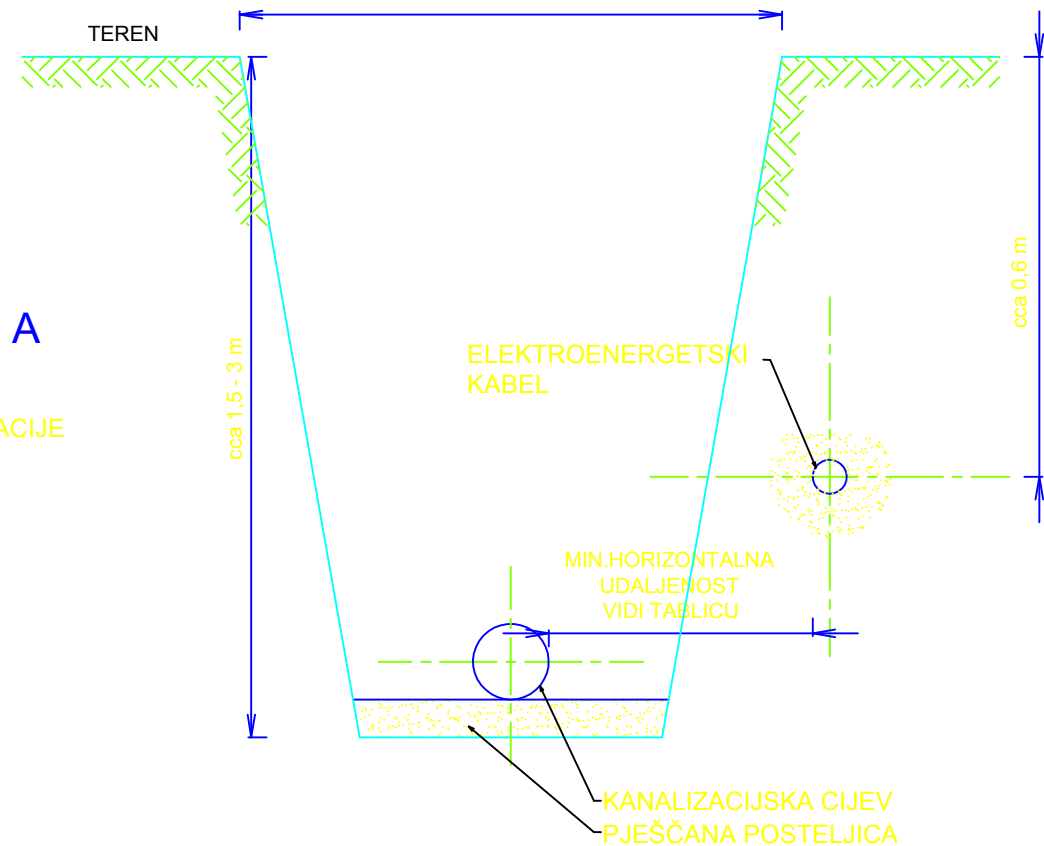 TEREN
A
ACIJE
cca 1,5 - 3 m
cca 0,6 m
ELEKTROENERGETSKI
KABEL
MIN.HORIZONTALNA
UDALJENOST
VIDI TABLICU
KANALIZACIJSKA CIJEV
PJEŠČANA POSTELJICA